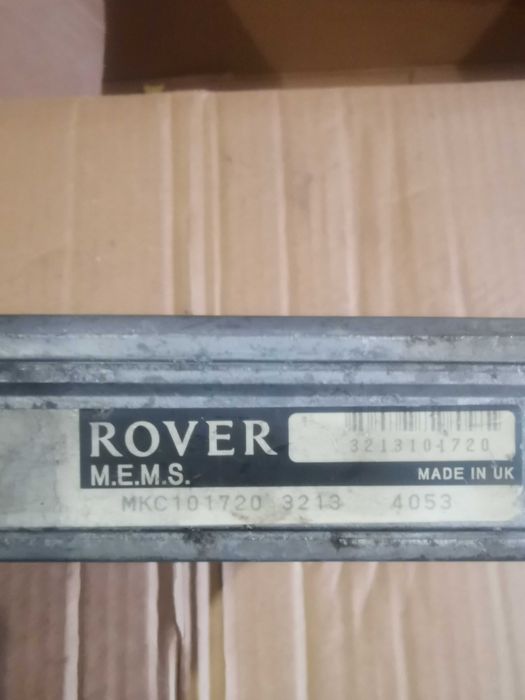 ROVER
3213101720
M.E.M.S.
MADE IN UK
MKC101720 3213 4053